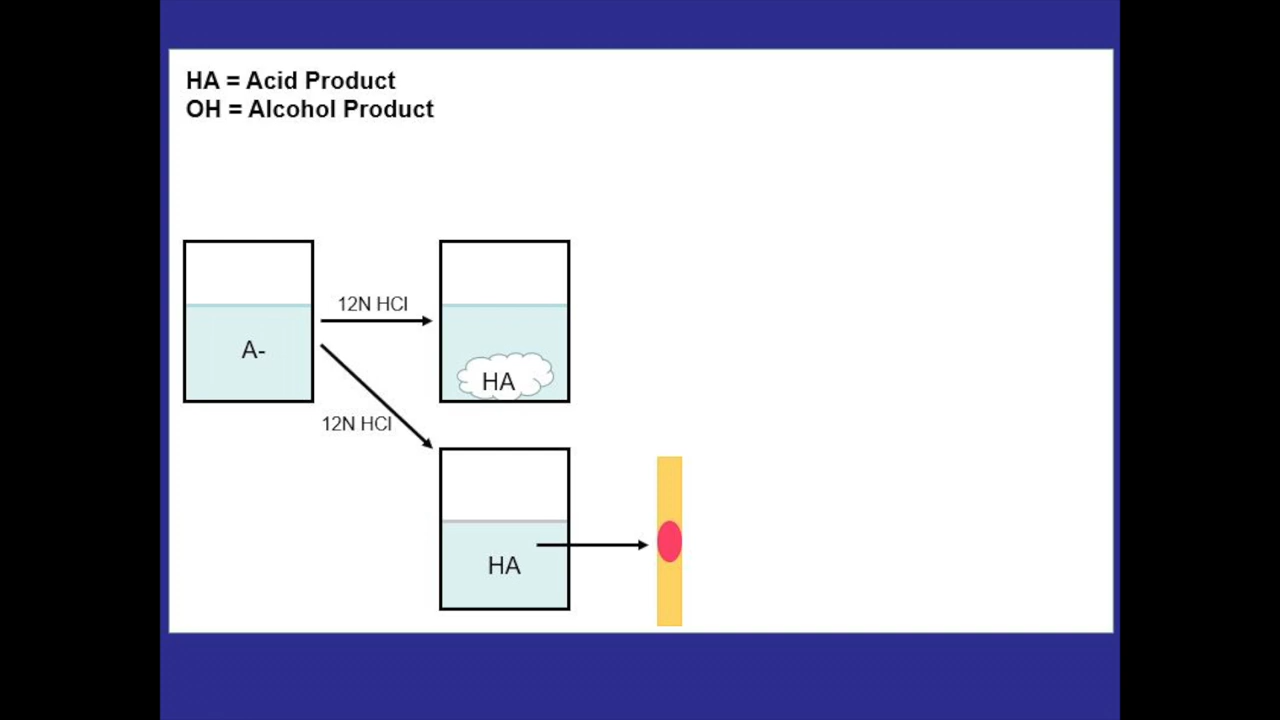 HA = Acid Product
OH = Alcohol Product
12N HCl
A-
HA
12N HCl
HA